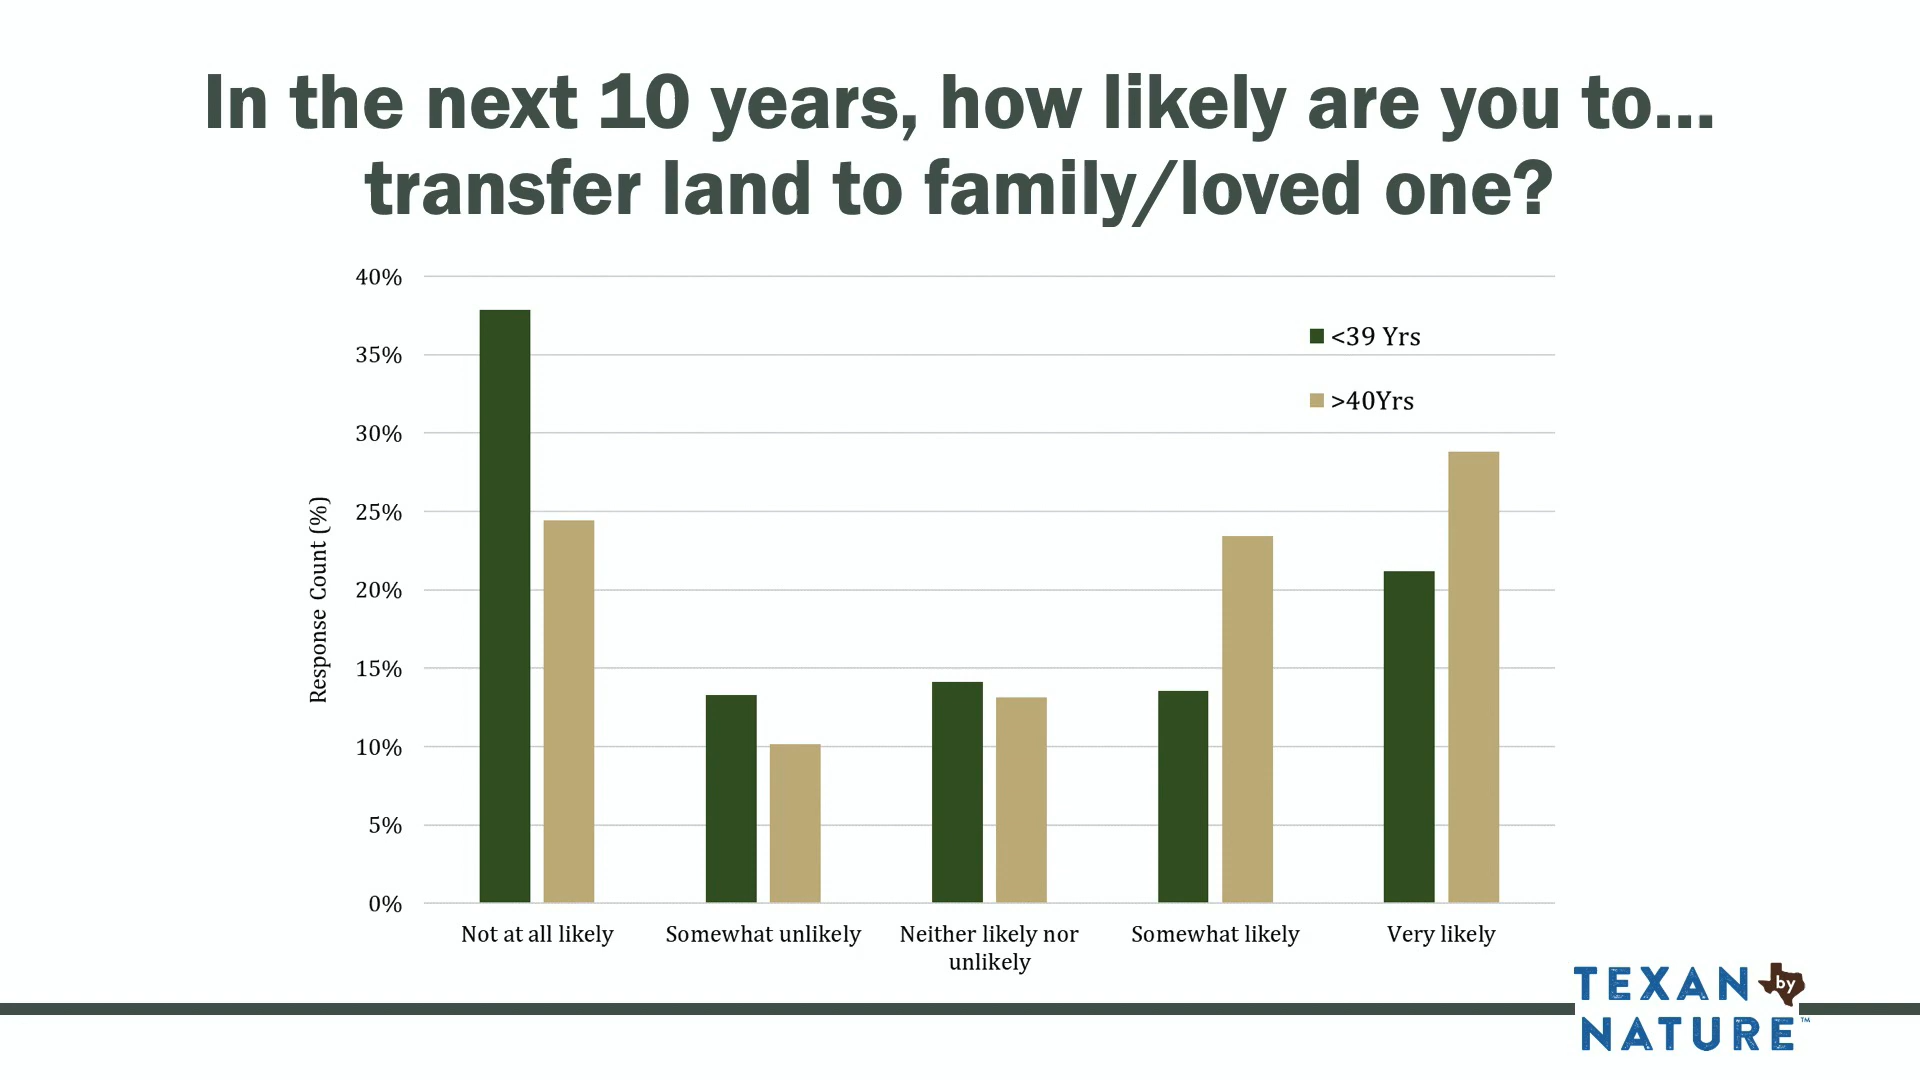 In the next 10 years, how likely are you to...
transfer land to family/loved one?
40%
35%
30%
25%
20%
15%
10%
5%
0%
Response Count (%)
<39 Yrs
>40Yrs
Not at all likely
Somewhat unlikely
Neither likely nor
unlikely
Somewhat likely
Very likely
TEXAN by
NATURE™